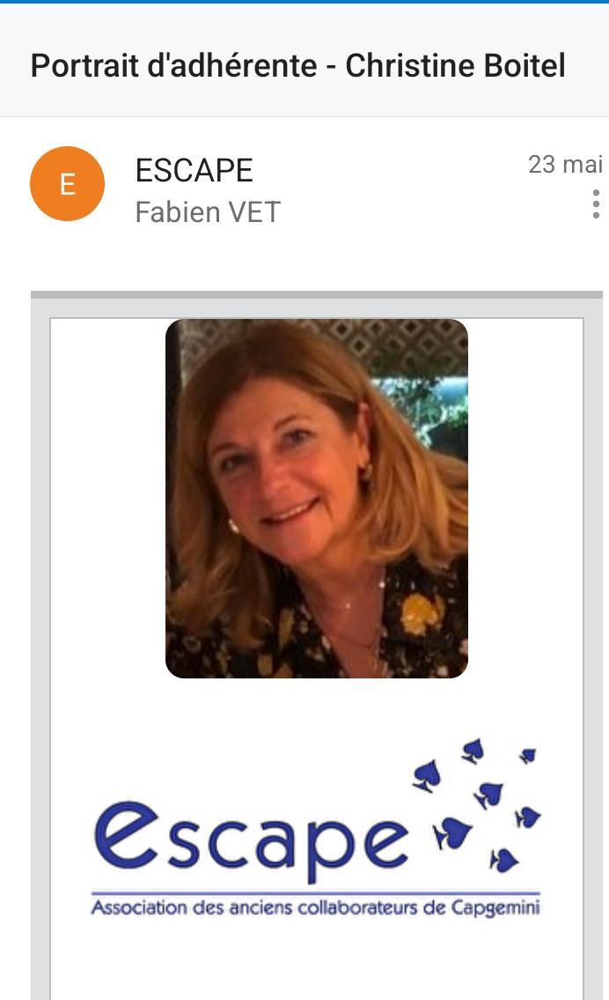 Portrait d'adhérente - Christine Boitel
E
ESCAPE
23 mai
Fabien VET
escape
Association des anciens collaborateurs de Capgemini